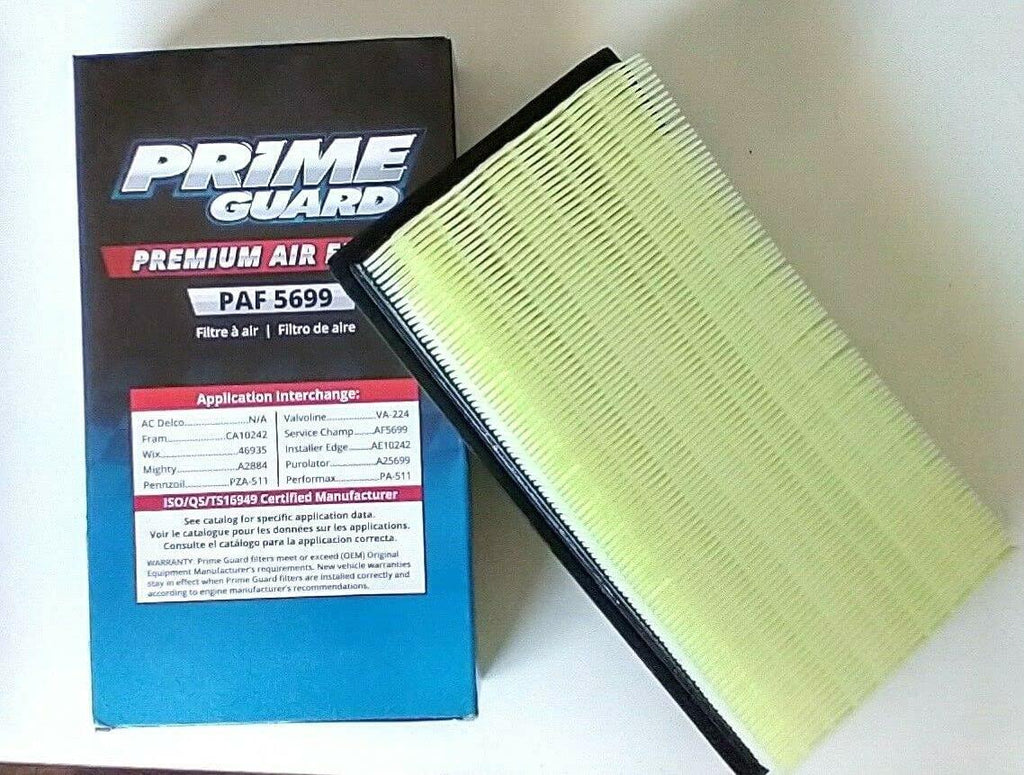 PRIME
GUARD
PREMIUM AIR
PAF 5699
Filtre à air | Filtro de aire
Application Interchange:
AC Delco..........N/A
Fram..........CA10242
Wix..........46935
Mighty..........A2884
Pennzoil..........PZA-511
Valvoline..........VA-224
Service Champ..........AF5699
Installer Edge..........AE10242
Purolator..........A25699
Performax..........PA-511
ISO/QS/TS16949 Certified Manufacturer
See catalog for specific application data.
Voir le catalogue pour les données sur les applications.
Consulte el catálogo para la applicacion correcta.
WARRANTY: Prime Guard filters meet or exceed (OEM) Original
Equipment Manufacturer's requirements. New vehicle warranties
stay in effect when Prime Guard filters are installed correctly and
according to engine manufacturer's recommendations.